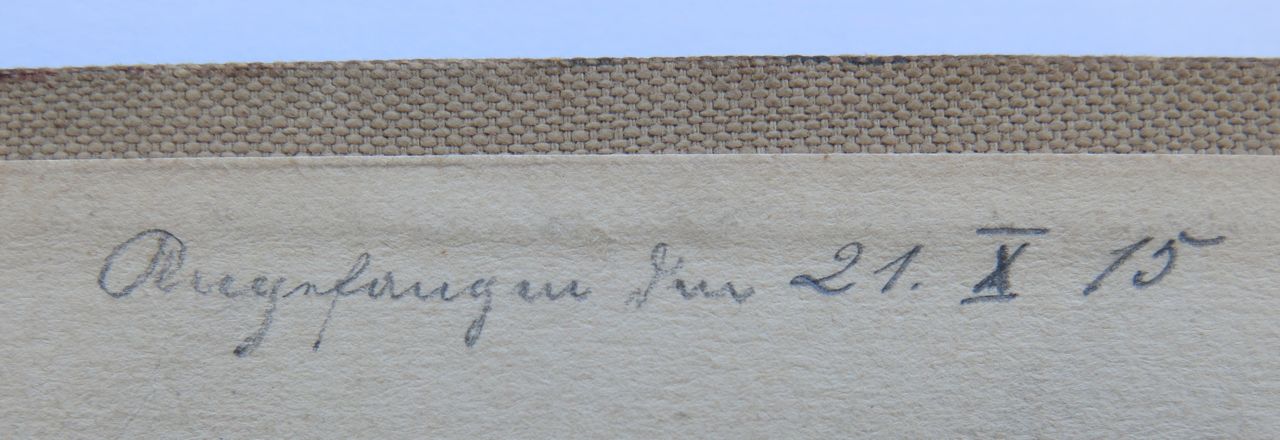 Angefangen den 21. X 15